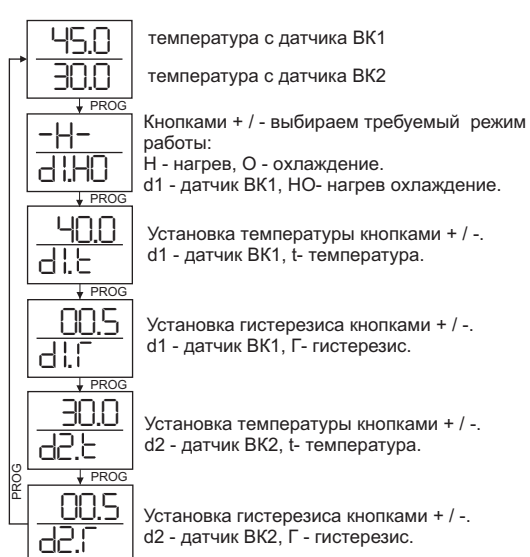 45.0
температура с датчика ВК1
30.0
температура с датчика ВК2
PROG
-H-
d1.HO
Кнопками + / - выбираем требуемый режим
работы:
Н - нагрев, О - охлаждение.
d1 - датчик ВК1, НО- нагрев охлаждение.
PROG
40.0
d1.t
Установка температуры кнопками + / -.
d1 - датчик ВК1, t- температура.
PROG
00.5
d1.Г
Установка гистерезиса кнопками + / -.
d1 - датчик ВК1, Г- гистерезис.
PROG
30.0
d2.t
Установка температуры кнопками + / -.
d2 - датчик ВК2, t- температура.
PROG
PROG
00.5
d2.Г
Установка гистерезиса кнопками + / -.
d2 - датчик ВК2, Г - гистерезис.